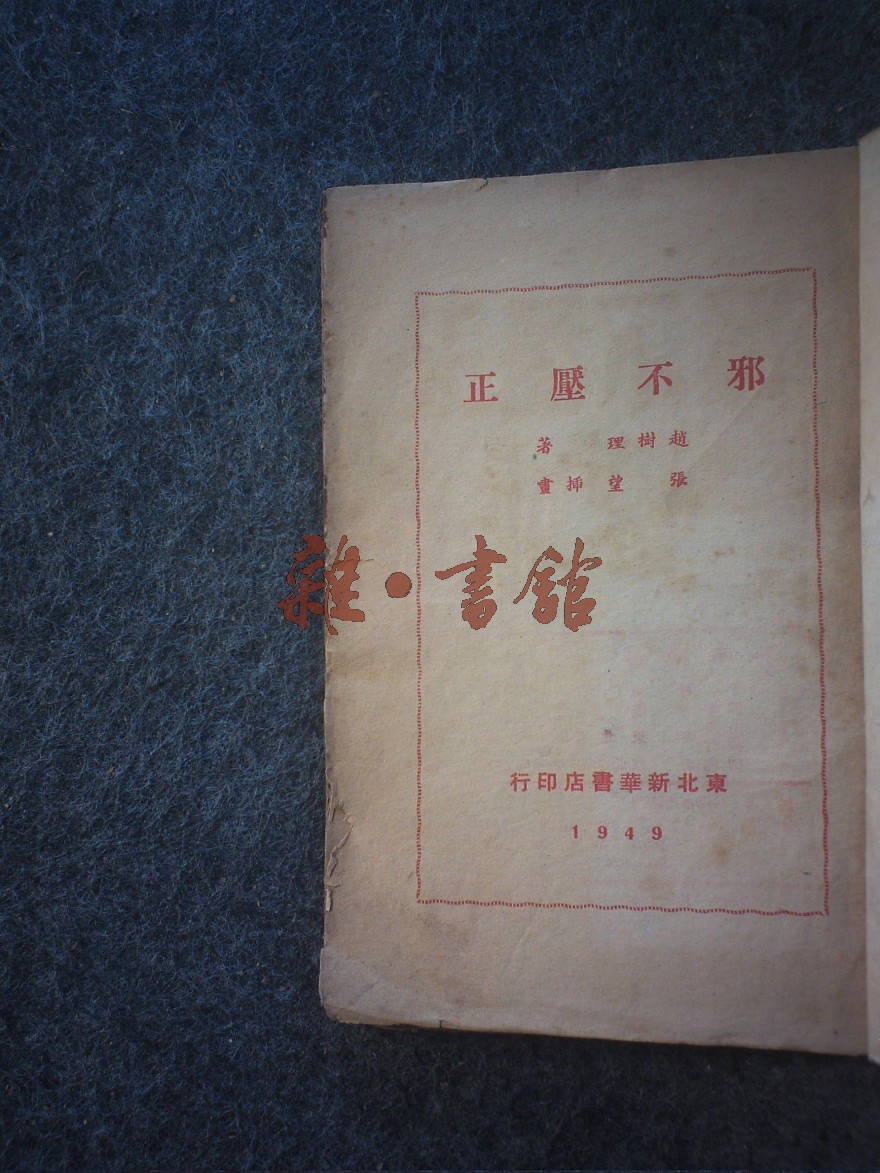 邪不壓正
趙樹理 著
張望 插畫
雜·書館
東北新華書店印行
1949